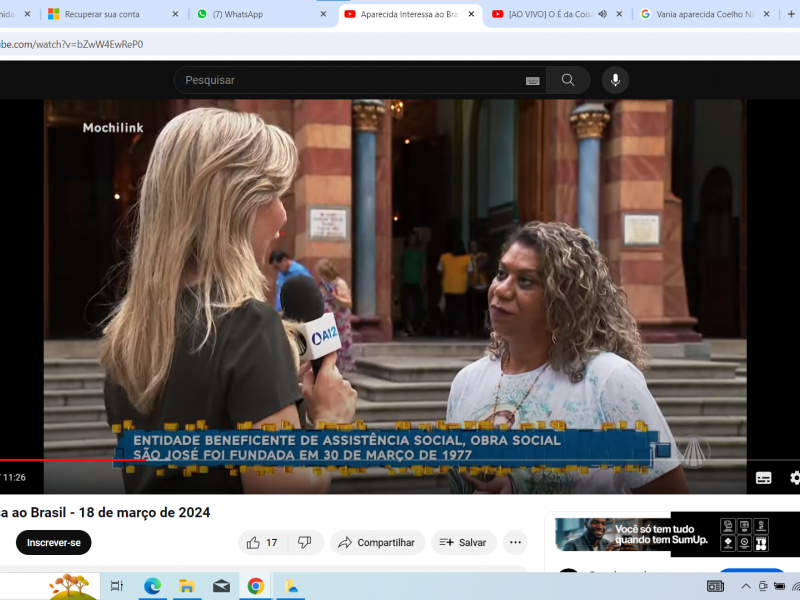 Recuperar sua conta
(7) WhatsApp
Aparecida Interessa ao Bra
[AO VIVO] O É da Coisa
Vania aparecida Coelho Na
be.com/watch?v=bZwW4EwReP0
Pesquisar
Mochilink
A12
ENTIDADE BENEFICENTE DE ASSISTÊNCIA SOCIAL, OBRA SOCIAL
SÃO JOSÉ FOI FUNDADA EM 30 DE MARÇO DE 1977
/ 11:26
a ao Brasil - 18 de março de 2024
Inscrever-se
17
Compartilhar
Salvar
Você só tem tudo
quando tem SumUp.